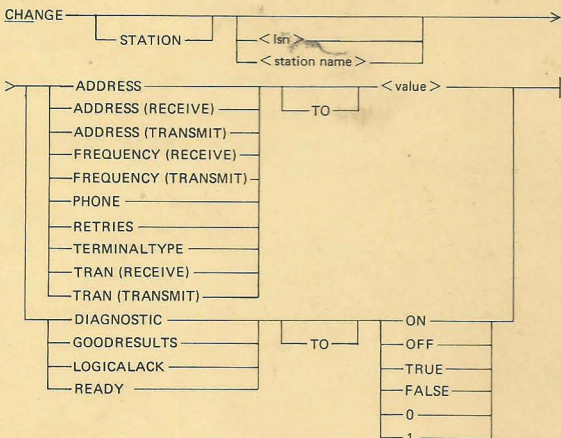 CHANGE
STATION
< lsn >
< station name >
ADDRESS < value >
ADDRESS (RECEIVE) TO
ADDRESS (TRANSMIT)
FREQUENCY (RECEIVE)
FREQUENCY (TRANSMIT)
PHONE
RETRIES
TERMINALTYPE
TRAN (RECEIVE)
TRAN (TRANSMIT)
DIAGNOSTIC ON
GOODRESULTS TO OFF
LOGICALACK TRUE
READY FALSE
0
1